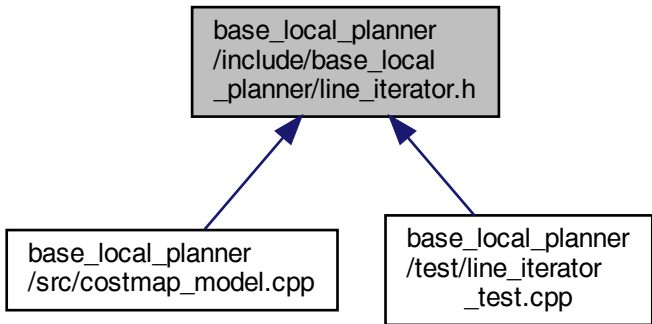 base_local_planner
/include/base_local
_planner/line_iterator.h
base_local_planner
/src/costmap_model.cpp
base_local_planner
/test/line_iterator
_test.cpp